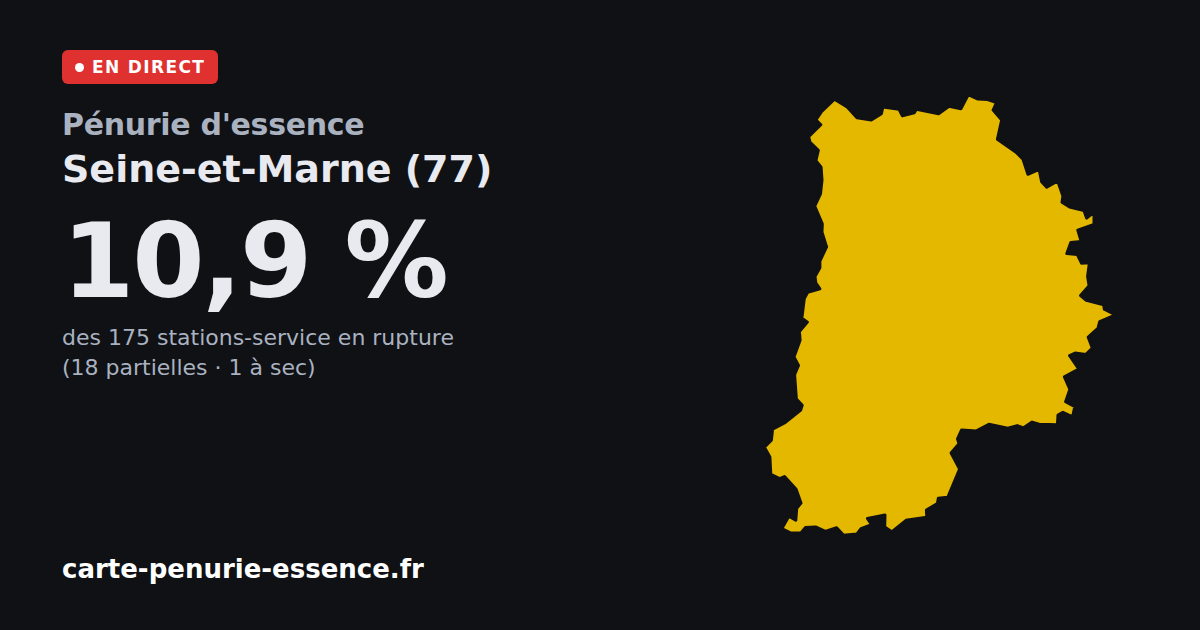 EN DIRECT
Pénurie d'essence
Seine-et-Marne (77)
10,9 %
des 175 stations-service en rupture
(18 partielles · 1 à sec)
carte-penurie-essence.fr